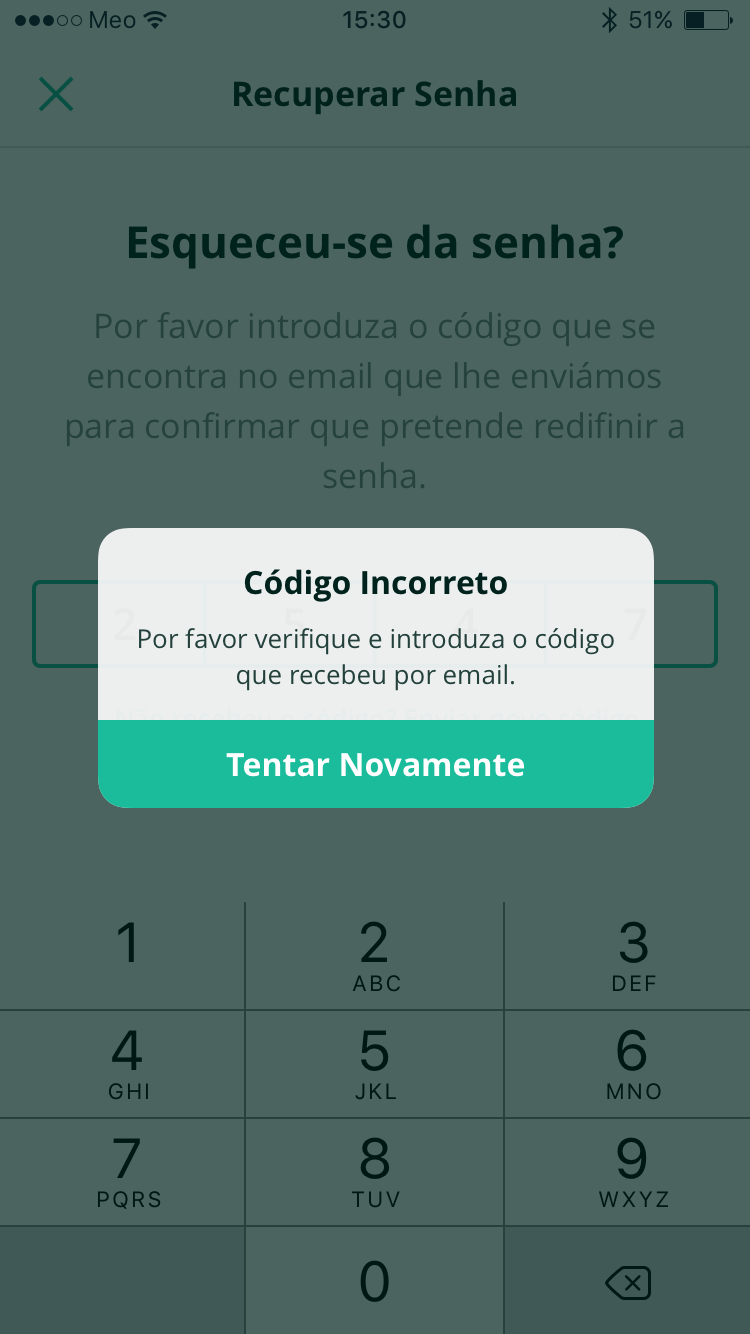 Meo 15:30 51%
Recuperar Senha
Esqueceu-se da senha?
Por favor introduza o código que se
encontra no email que lhe enviámos
para confirmar que pretende redifinir a
senha.
Código Incorreto
2 5 4 7
Por favor verifique e introduza o código
que recebeu por email.
Tentar Novamente
1 2 3
ABC DEF
4 5 6
GHI JKL MNO
7 8 9
PQRS TUV WXYZ
0